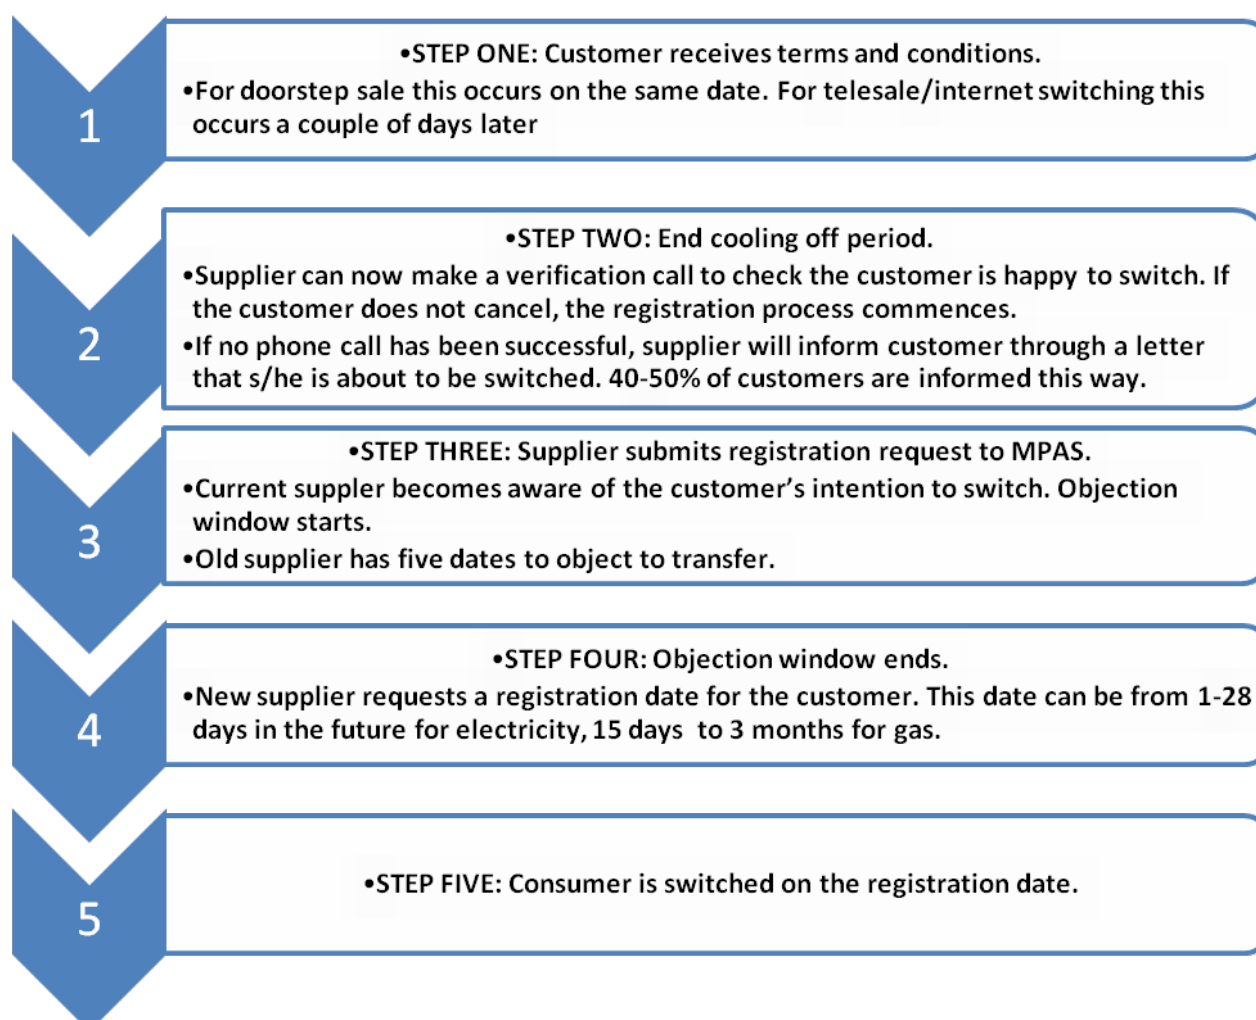 1
•STEP ONE: Customer receives terms and conditions.
•For doorstep sale this occurs on the same date. For telesale/internet switching this
occurs a couple of days later
2
•STEP TWO: End cooling off period.
•Supplier can now make a verification call to check the customer is happy to switch. If
the customer does not cancel, the registration process commences.
•If no phone call has been successful, supplier will inform customer through a letter
that s/he is about to be switched. 40-50% of customers are informed this way.
3
•STEP THREE: Supplier submits registration request to MPAS.
•Current suppler becomes aware of the customer’s intention to switch. Objection
window starts.
•Old supplier has five dates to object to transfer.
4
•STEP FOUR: Objection window ends.
•New supplier requests a registration date for the customer. This date can be from 1-28
days in the future for electricity, 15 days  to 3 months for gas.
5
•STEP FIVE: Consumer is switched on the registration date.